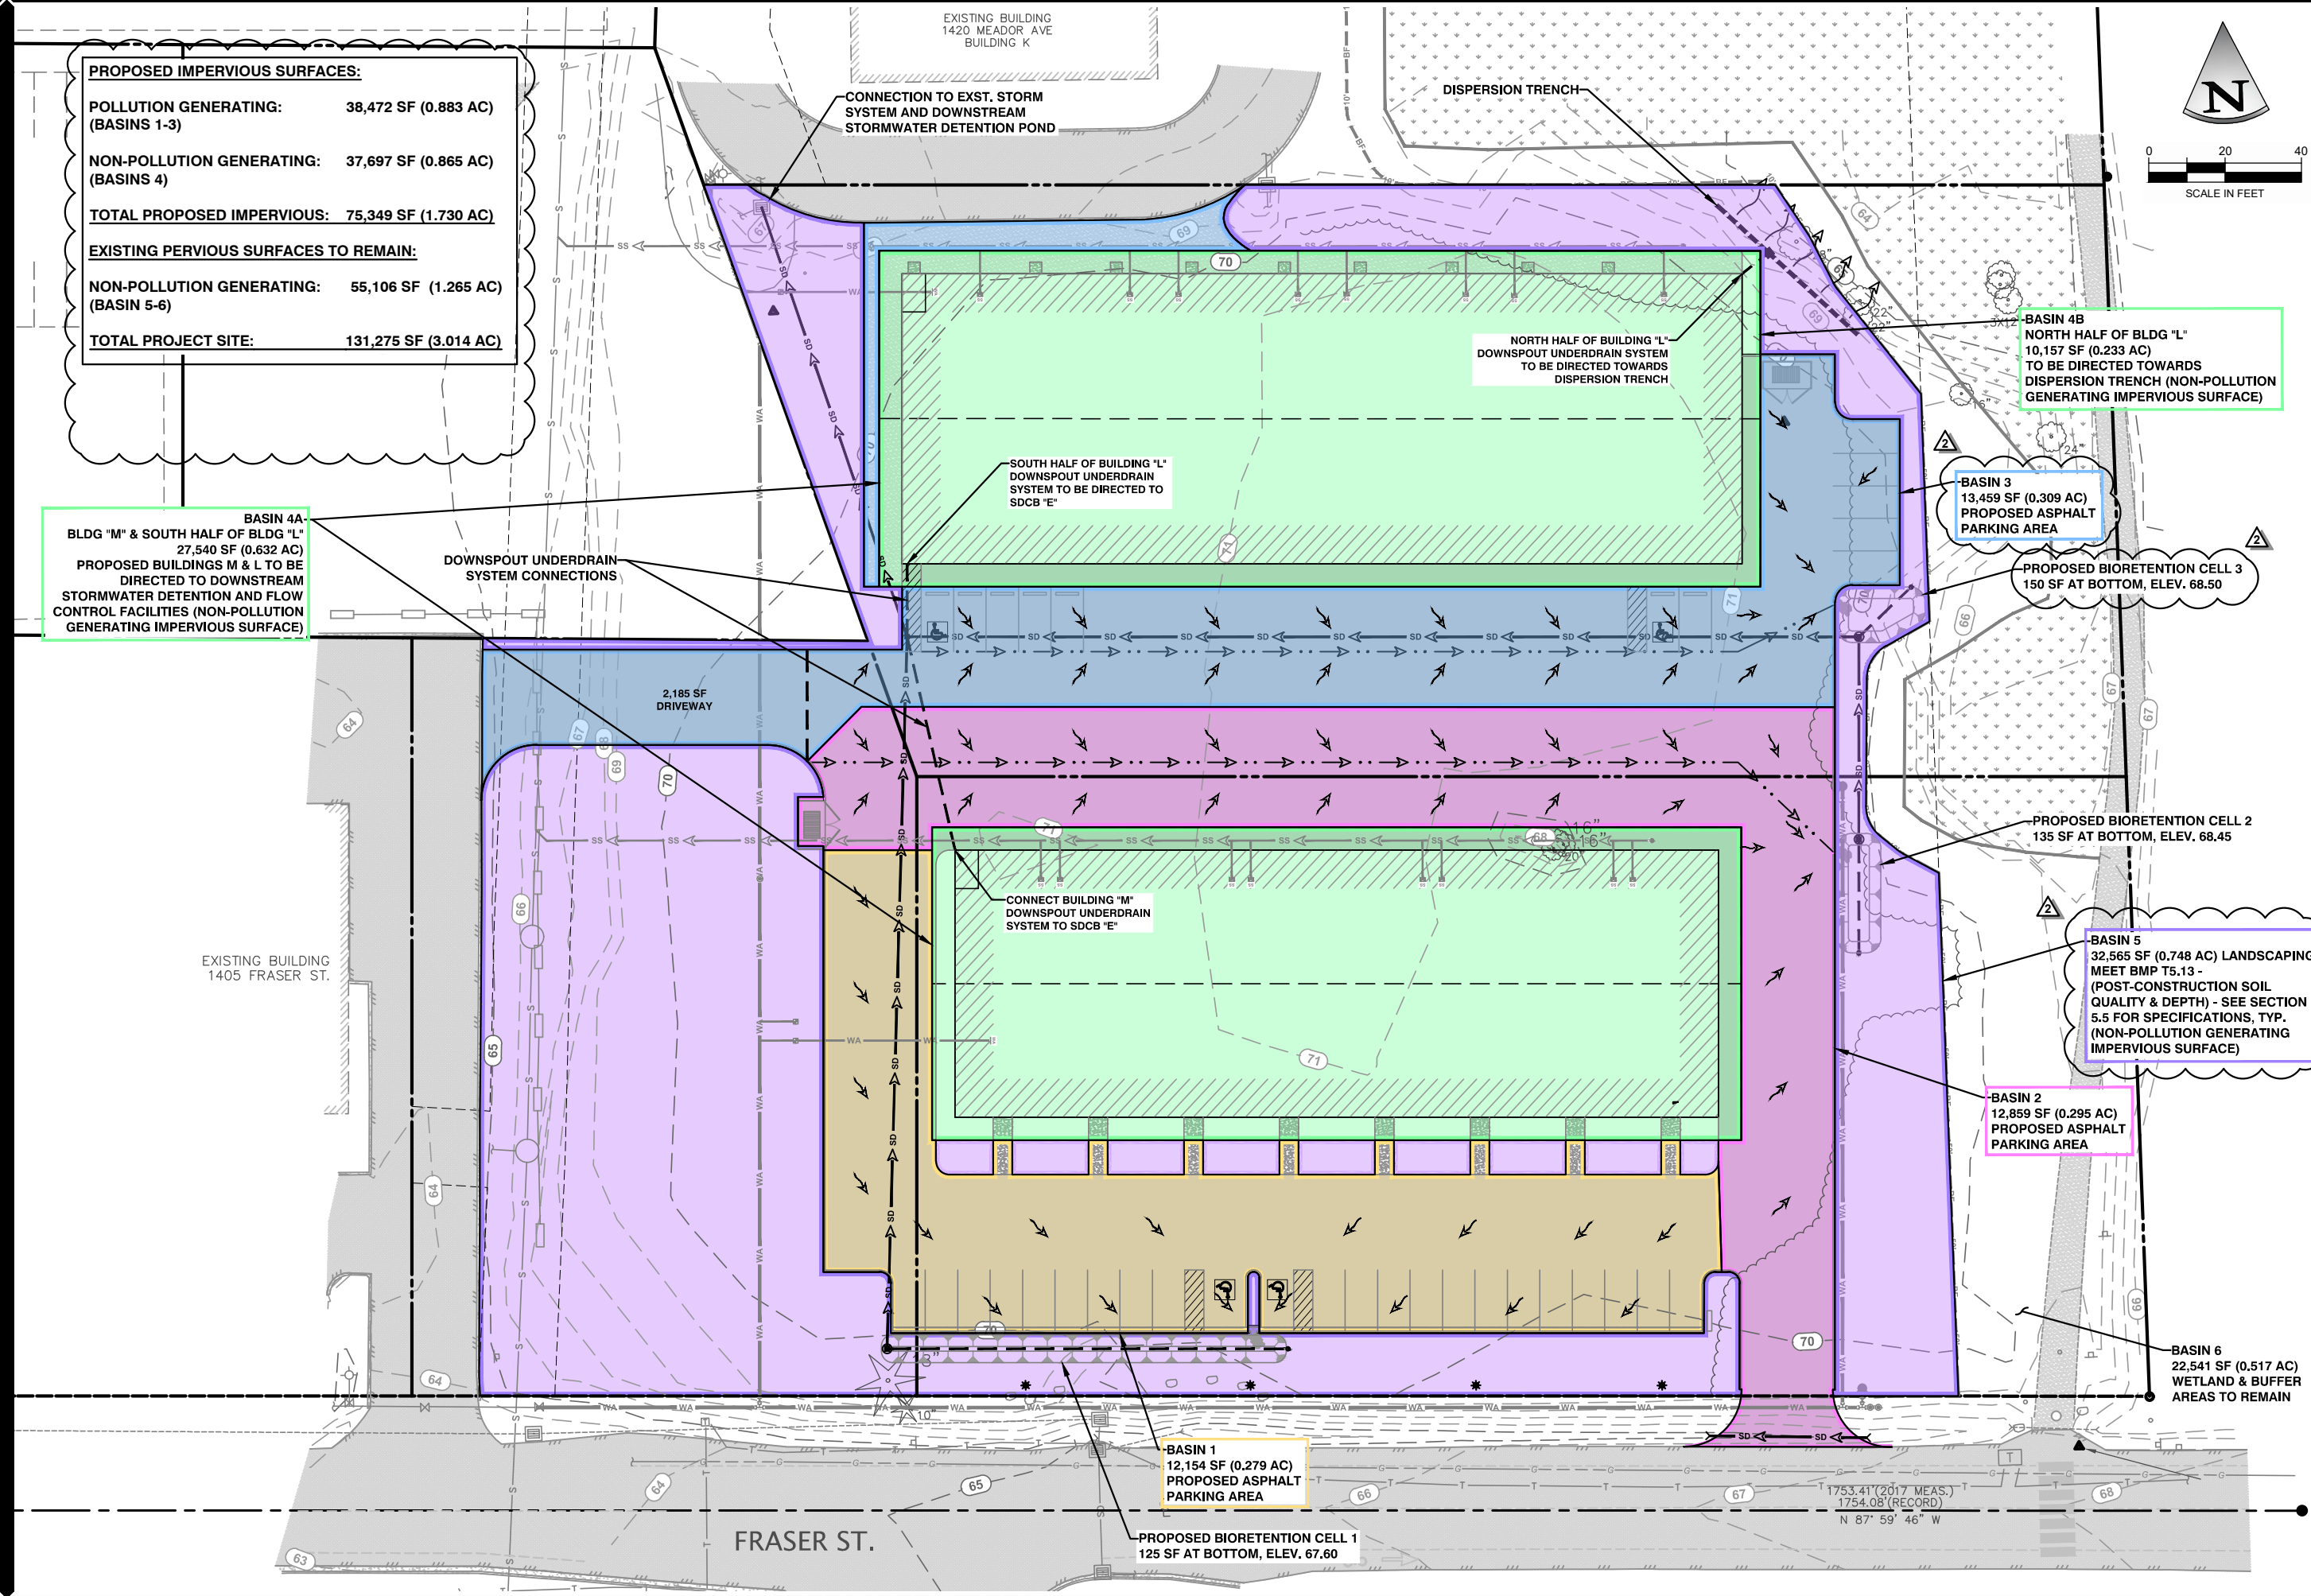 EXISTING BUILDING
1420 MEADOR AVE
BUILDING K
PROPOSED IMPERVIOUS SURFACES:
POLLUTION GENERATING: 38,472 SF (0.883 AC)
(BASINS 1-3)
NON-POLLUTION GENERATING: 37,697 SF (0.865 AC)
(BASINS 4)
TOTAL PROPOSED IMPERVIOUS: 75,349 SF (1.730 AC)
EXISTING PERVIOUS SURFACES TO REMAIN:
NON-POLLUTION GENERATING: 55,106 SF (1.265 AC)
(BASIN 5-6)
TOTAL PROJECT SITE: 131,275 SF (3.014 AC)
CONNECTION TO EXST. STORM
SYSTEM AND DOWNSTREAM
STORMWATER DETENTION POND
DISPERSION TRENCH
N
0 20 40
SCALE IN FEET
NORTH HALF OF BUILDING "L"
DOWNSPOUT UNDERDRAIN SYSTEM
TO BE DIRECTED TOWARDS
DISPERSION TRENCH
BASIN 4B
NORTH HALF OF BLDG "L"
10,157 SF (0.233 AC)
TO BE DIRECTED TOWARDS
DISPERSION TRENCH (NON-POLLUTION
GENERATING IMPERVIOUS SURFACE)
SOUTH HALF OF BUILDING "L"
DOWNSPOUT UNDERDRAIN
SYSTEM TO BE DIRECTED TO
SDCB "E"
2
BASIN 3
13,459 SF (0.309 AC)
PROPOSED ASPHALT
PARKING AREA
BASIN 4A
BLDG "M" & SOUTH HALF OF BLDG "L"
27,540 SF (0.632 AC)
PROPOSED BUILDINGS M & L TO BE
DIRECTED TO DOWNSTREAM
STORMWATER DETENTION AND FLOW
CONTROL FACILITIES (NON-POLLUTION
GENERATING IMPERVIOUS SURFACE)
DOWNSPOUT UNDERDRAIN
SYSTEM CONNECTIONS
2
PROPOSED BIORETENTION CELL 3
150 SF AT BOTTOM, ELEV. 68.50
2,185 SF
DRIVEWAY
PROPOSED BIORETENTION CELL 2
135 SF AT BOTTOM, ELEV. 68.45
CONNECT BUILDING "M"
DOWNSPOUT UNDERDRAIN
SYSTEM TO SDCB "E"
EXISTING BUILDING
1405 FRASER ST.
2
BASIN 5
32,565 SF (0.748 AC) LANDSCAPING
MEET BMP T5.13 -
(POST-CONSTRUCTION SOIL
QUALITY & DEPTH) - SEE SECTION
5.5 FOR SPECIFICATIONS, TYP.
(NON-POLLUTION GENERATING
IMPERVIOUS SURFACE)
BASIN 2
12,859 SF (0.295 AC)
PROPOSED ASPHALT
PARKING AREA
BASIN 6
22,541 SF (0.517 AC)
WETLAND & BUFFER
AREAS TO REMAIN
BASIN 1
12,154 SF (0.279 AC)
PROPOSED ASPHALT
PARKING AREA
PROPOSED BIORETENTION CELL 1
125 SF AT BOTTOM, ELEV. 67.60
FRASER ST.
1753.41'(2017 MEAS.)
1754.08'(RECORD)
N 87° 59' 46" W